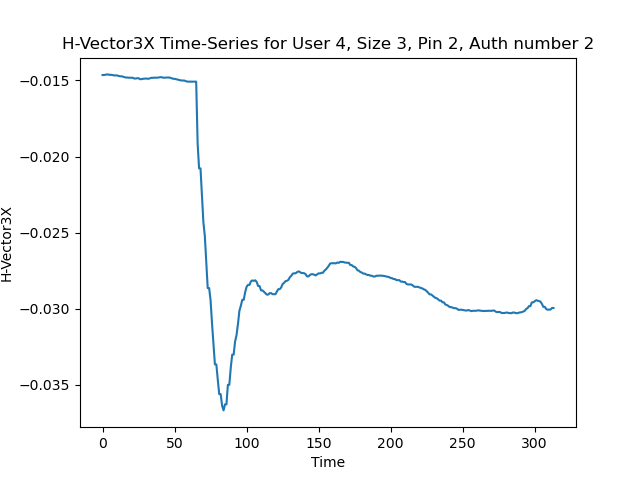 H-Vector3X Time-Series for User 4, Size 3, Pin 2, Auth number 2
−0.015
−0.020
−0.025
−0.030
−0.035
H-Vector3X
0 50 100 150 200 250 300
Time